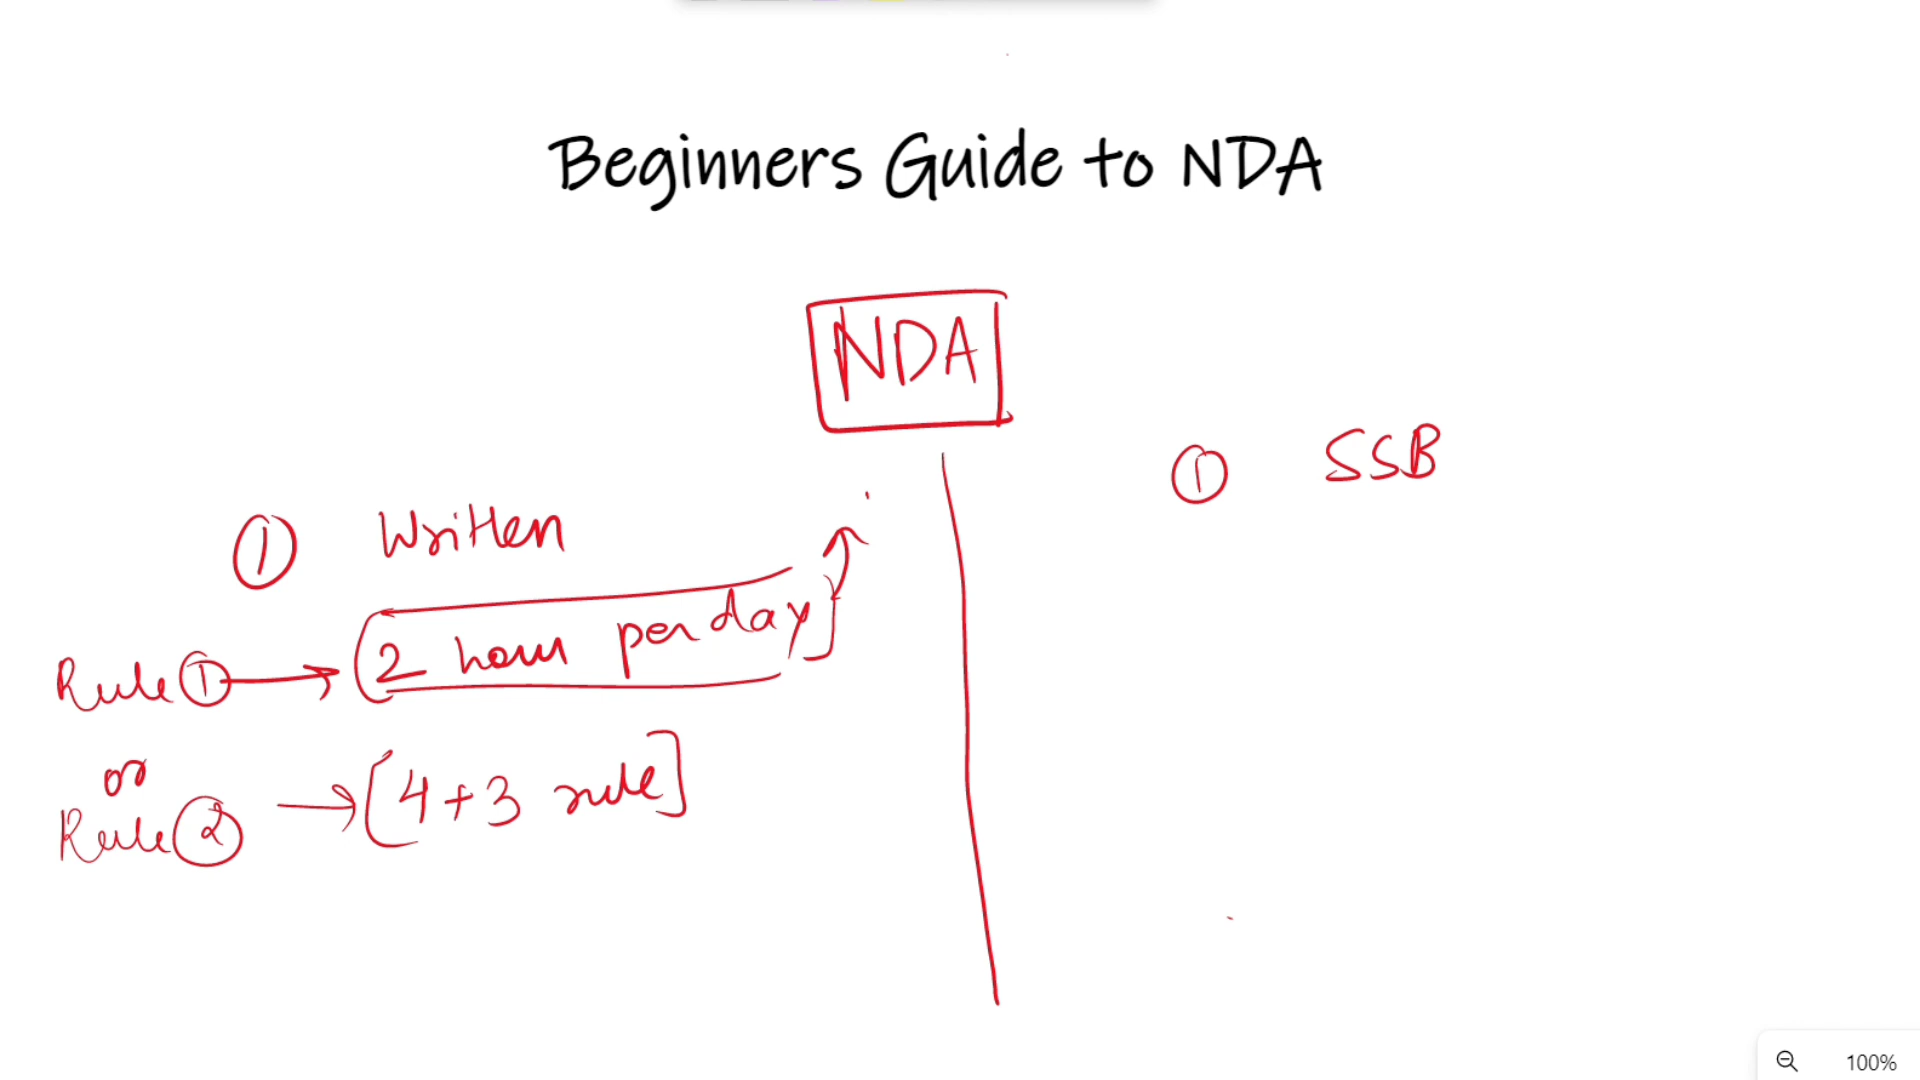 Beginners Guide to NDA
NDA
① Written
Rule ① → [2 hour per day]
or
Rule ② → [4+3 rule]
① SSB
100%